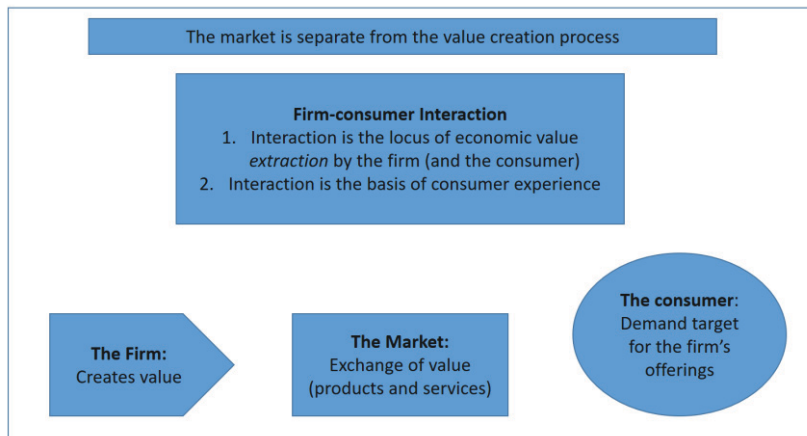 The market is separate from the value creation process
Firm-consumer Interaction
1. Interaction is the locus of economic value
extraction by the firm (and the consumer)
2. Interaction is the basis of consumer experience
The Firm:
Creates value
The Market:
Exchange of value
(products and services)
The consumer:
Demand target
for the firm's
offerings